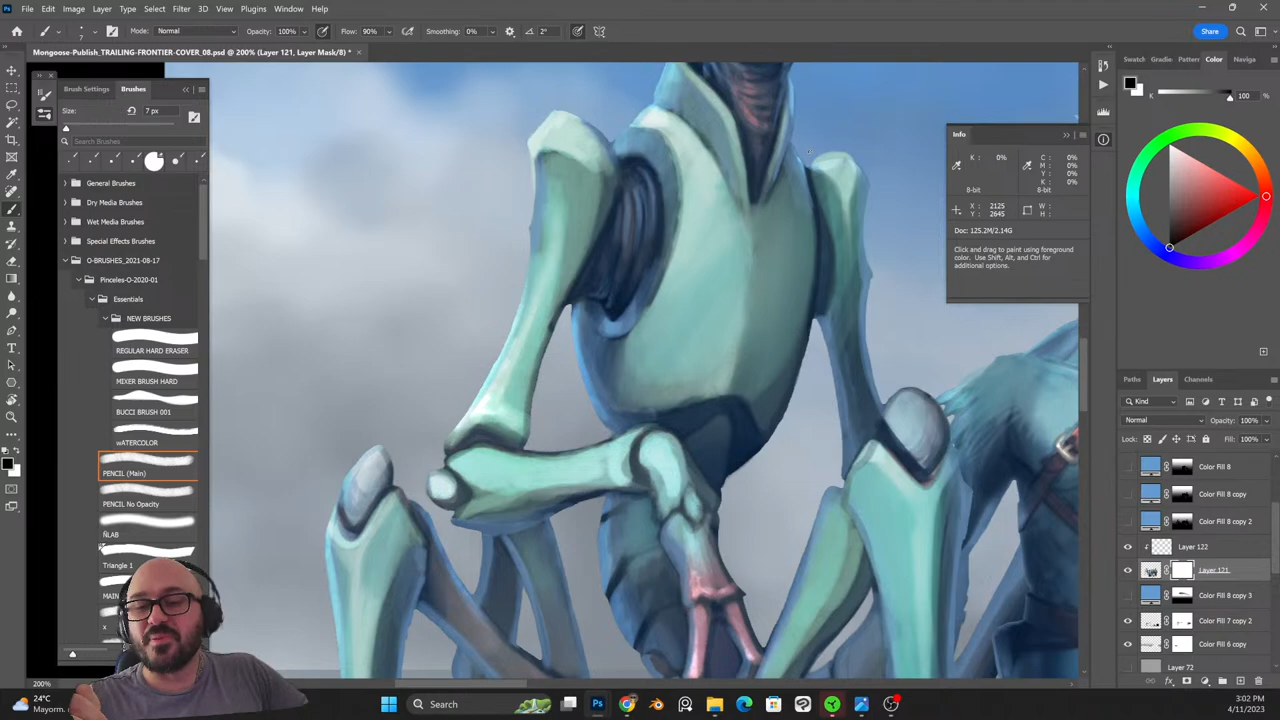 File Edit Image Layer Type Select Filter 3D View Plugins Window Help
Mode: Normal Opacity: 100% Flow: 90% Smoothing: 0% 2° Share
7
Mongoose-Publish_TRAILING-FRONTIER-COVER_08.psd @ 200% (Layer 121, Layer Mask/8) *
Brush Settings Brushes
Size: 7 px
Search Brushes
General Brushes
Dry Media Brushes
Wet Media Brushes
Special Effects Brushes
O-BRUSHES_2021-08-17
Pinceles-O-2020-01
Essentials
NEW BRUSHES
REGULAR HARD ERASER
MIXER BRUSH HARD
BUCCI BRUSH 001
wATERCOLOR
PENCIL (Main)
PENCIL No Opacity
ÑLAB
Triangle 1
MAIN
x
Info
K: 0% C: 0%
M: 0%
Y: 0%
K: 0%
8-bit 8-bit
X: 2125 W:
Y: 2645 H:
Doc: 125.2M/2.14G
Click and drag to paint using foreground
color. Use Shift, Alt, and Ctrl for
additional options.
Swatch Gradie Pattern Color Naviga
K 100 %
Paths Layers Channels
Kind
Normal Opacity: 100%
Lock: Fill: 100%
Color Fill 8
Color Fill 8 copy
Color Fill 8 copy 2
Layer 122
Layer 121
Color Fill 8 copy 3
Color Fill 7 copy 2
Color Fill 6 copy
Layer 72
200%
24°C
Mayorm.
Search
3:02 PM
4/11/2023